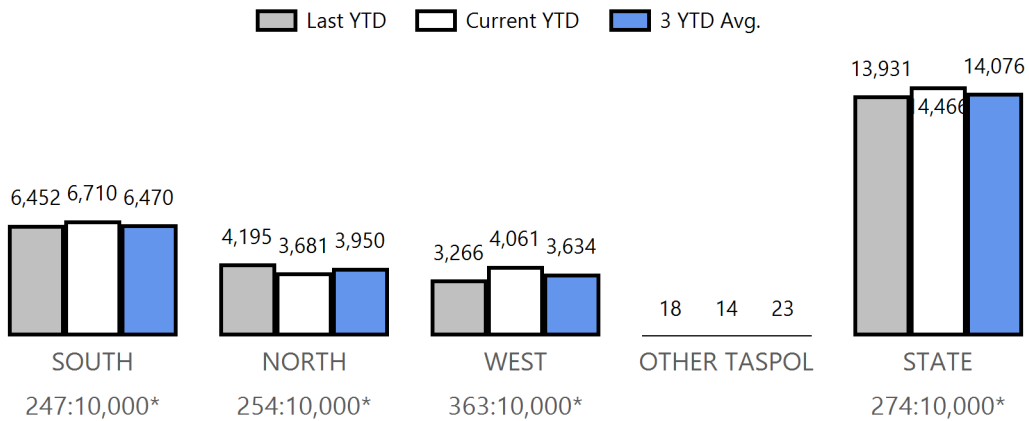 Last YTD Current YTD 3 YTD Avg.
13,931 14,466 14,076
6,452 6,710 6,470
4,195 3,681 3,950
3,266 4,061 3,634
18 14 23
SOUTH NORTH WEST OTHER TASPOL STATE
247:10,000* 254:10,000* 363:10,000* 274:10,000*